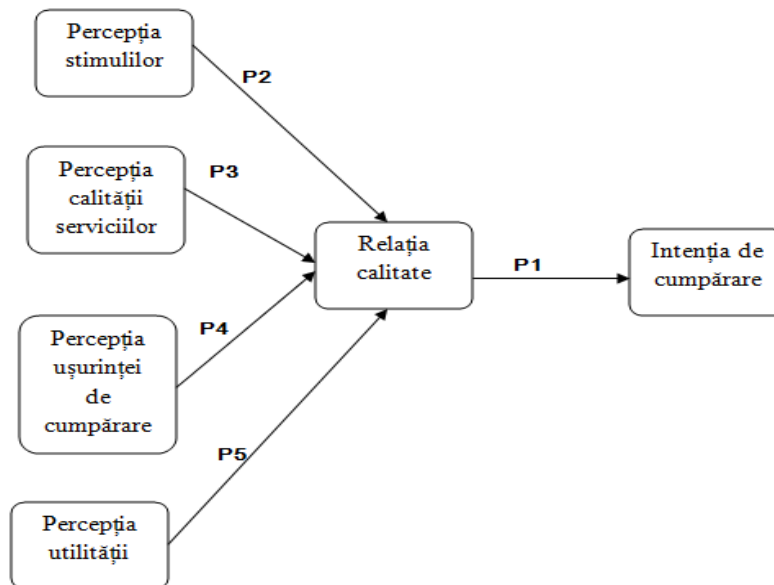 Percepția
stimulilor
P2
Percepția
calității
serviciilor
P3
Relația
calitate
P1
Intenția de
cumpărare
Percepția
ușurinței
de
cumpărare
P4
P5
Percepția
utilității